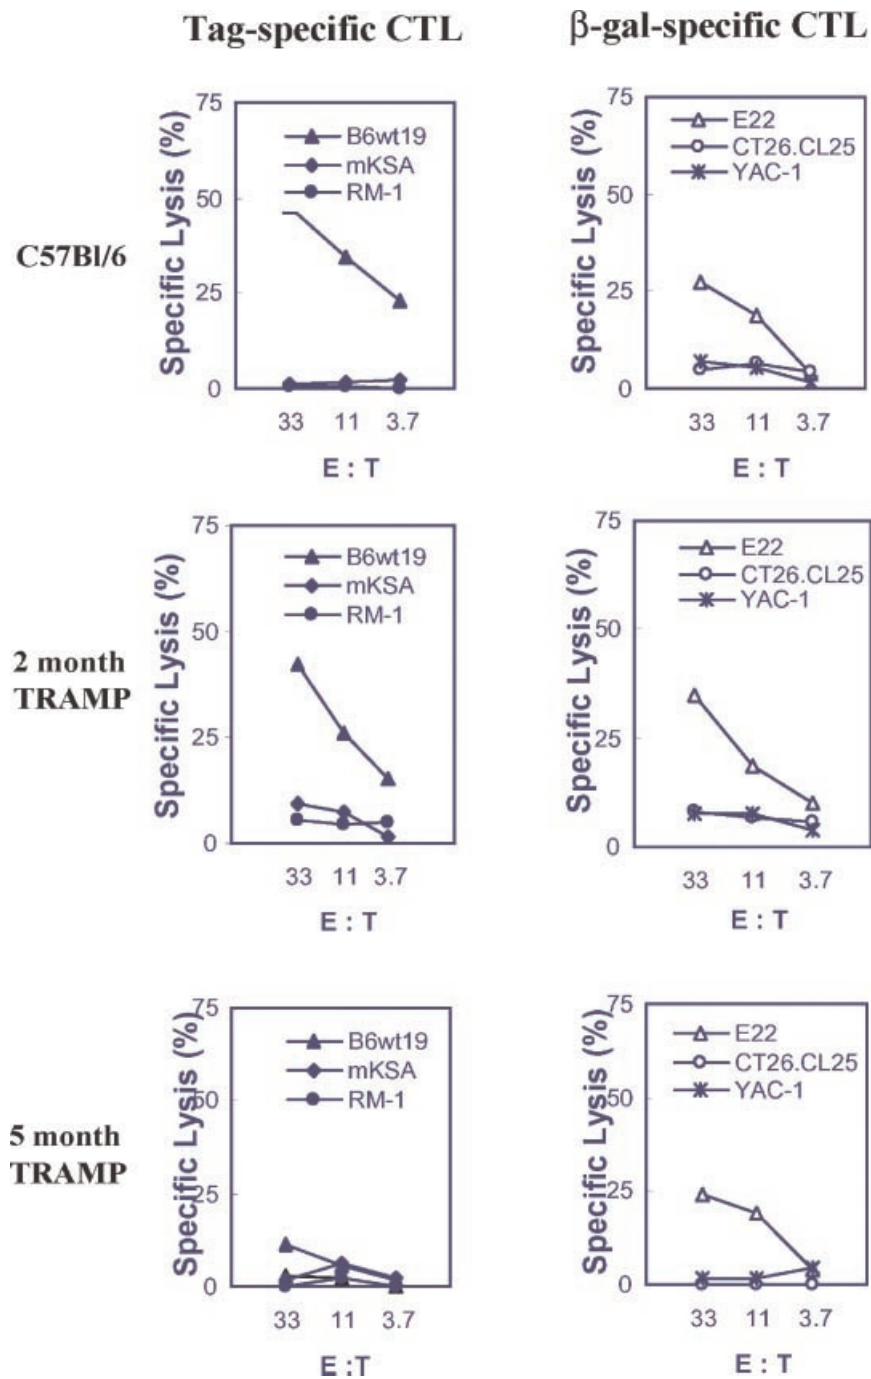 Tag-specific CTL
β-gal-specific CTL
C57Bl/6
Specific Lysis (%)
75
50
25
0
B6wt19
mKSA
RM-1
33 11 3.7
E : T
Specific Lysis (%)
75
50
25
0
E22
CT26.CL25
YAC-1
33 11 3.7
E : T
2 month
TRAMP
Specific Lysis (%)
75
50
25
0
B6wt19
mKSA
RM-1
33 11 3.7
E : T
Specific Lysis (%)
75
50
25
0
E22
CT26.CL25
YAC-1
33 11 3.7
E : T
5 month
TRAMP
Specific Lysis (%)
75
50
25
0
B6wt19
mKSA
RM-1
33 11 3.7
E :T
Specific Lysis (%)
75
50
25
0
E22
CT26.CL25
YAC-1
33 11 3.7
E : T